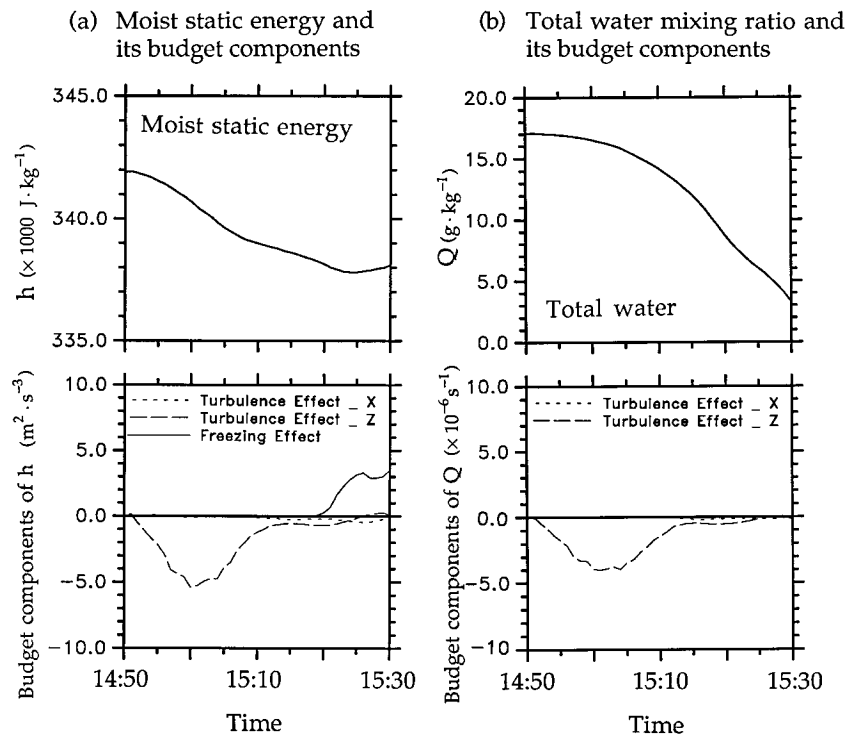 (a) Moist static energy and
its budget components
(b) Total water mixing ratio and
its budget components
345.0
340.0
335.0
h (× 1000 J·kg⁻¹)
Moist static energy
20.0
15.0
10.0
5.0
0.0
Q (g·kg⁻¹)
Total water
10.0
5.0
0.0
−5.0
−10.0
Budget components of h (m²·s⁻³)
Turbulence Effect _ X
Turbulence Effect _ Z
Freezing Effect
14:50 15:10 15:30
Time
10.0
5.0
0.0
−5.0
−10
Budget components of Q (×10⁻⁶s⁻¹)
Turbulence Effect _ X
Turbulence Effect _ Z
14:50 15:10 15:30
Time